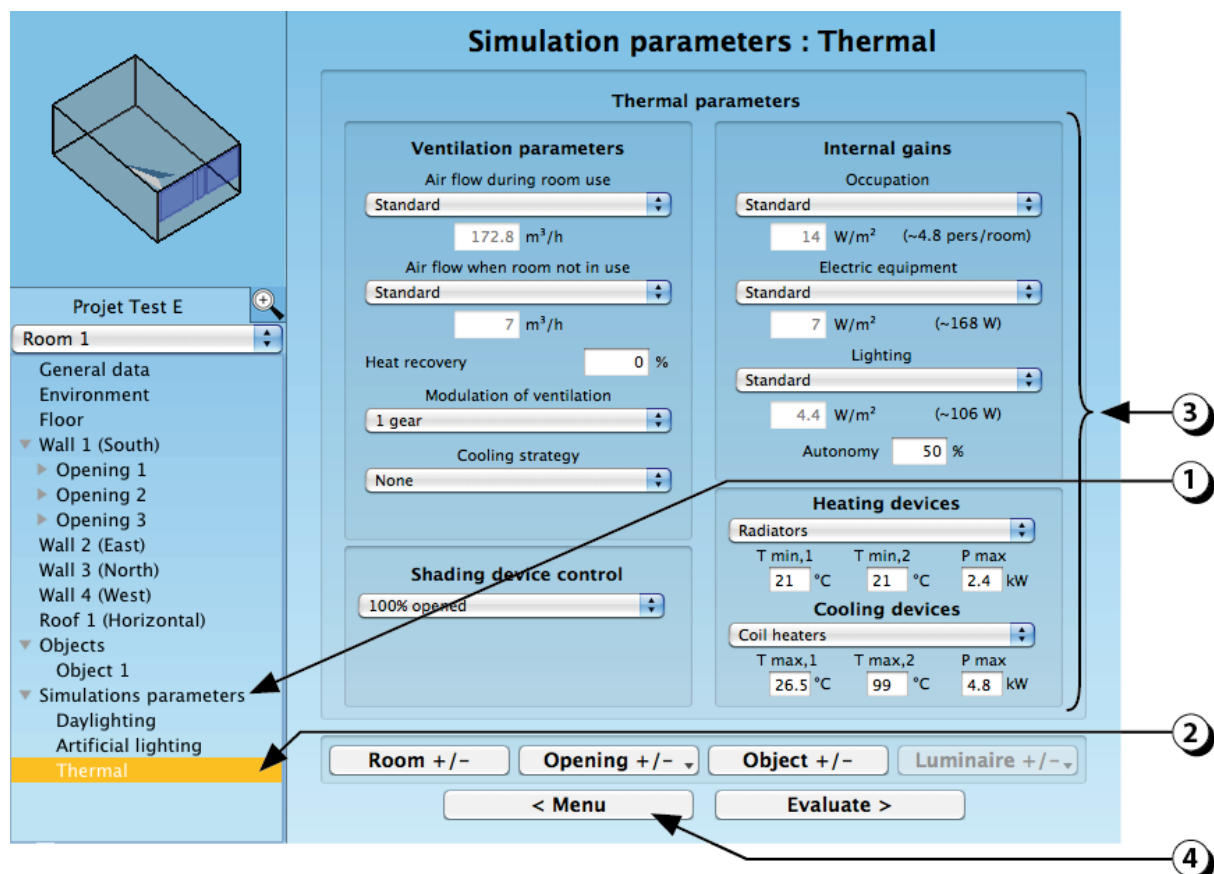 Simulation parameters : Thermal
Thermal parameters
Ventilation parameters
Air flow during room use
Standard
172.8 m³/h
Air flow when room not in use
Standard
7 m³/h
Heat recovery 0 %
Modulation of ventilation
1 gear
Cooling strategy
None
Shading device control
100% opened
Internal gains
Occupation
Standard
14 W/m² (~4.8 pers/room)
Electric equipment
Standard
7 W/m² (~168 W)
Lighting
Standard
4.4 W/m² (~106 W)
Autonomy 50 %
Heating devices
Radiators
T min,1 T min,2 P max
21 °C 21 °C 2.4 kW
Cooling devices
Coil heaters
T max,1 T max,2 P max
26.5 °C 99 °C 4.8 kW
Projet Test E
Room 1
General data
Environment
Floor
Wall 1 (South)
Opening 1
Opening 2
Opening 3
Wall 2 (East)
Wall 3 (North)
Wall 4 (West)
Roof 1 (Horizontal)
Objects
Object 1
Simulations parameters
Daylighting
Artificial lighting
Thermal
Room +/- Opening +/- Object +/- Luminaire +/-
< Menu Evaluate >
3
1
2
4